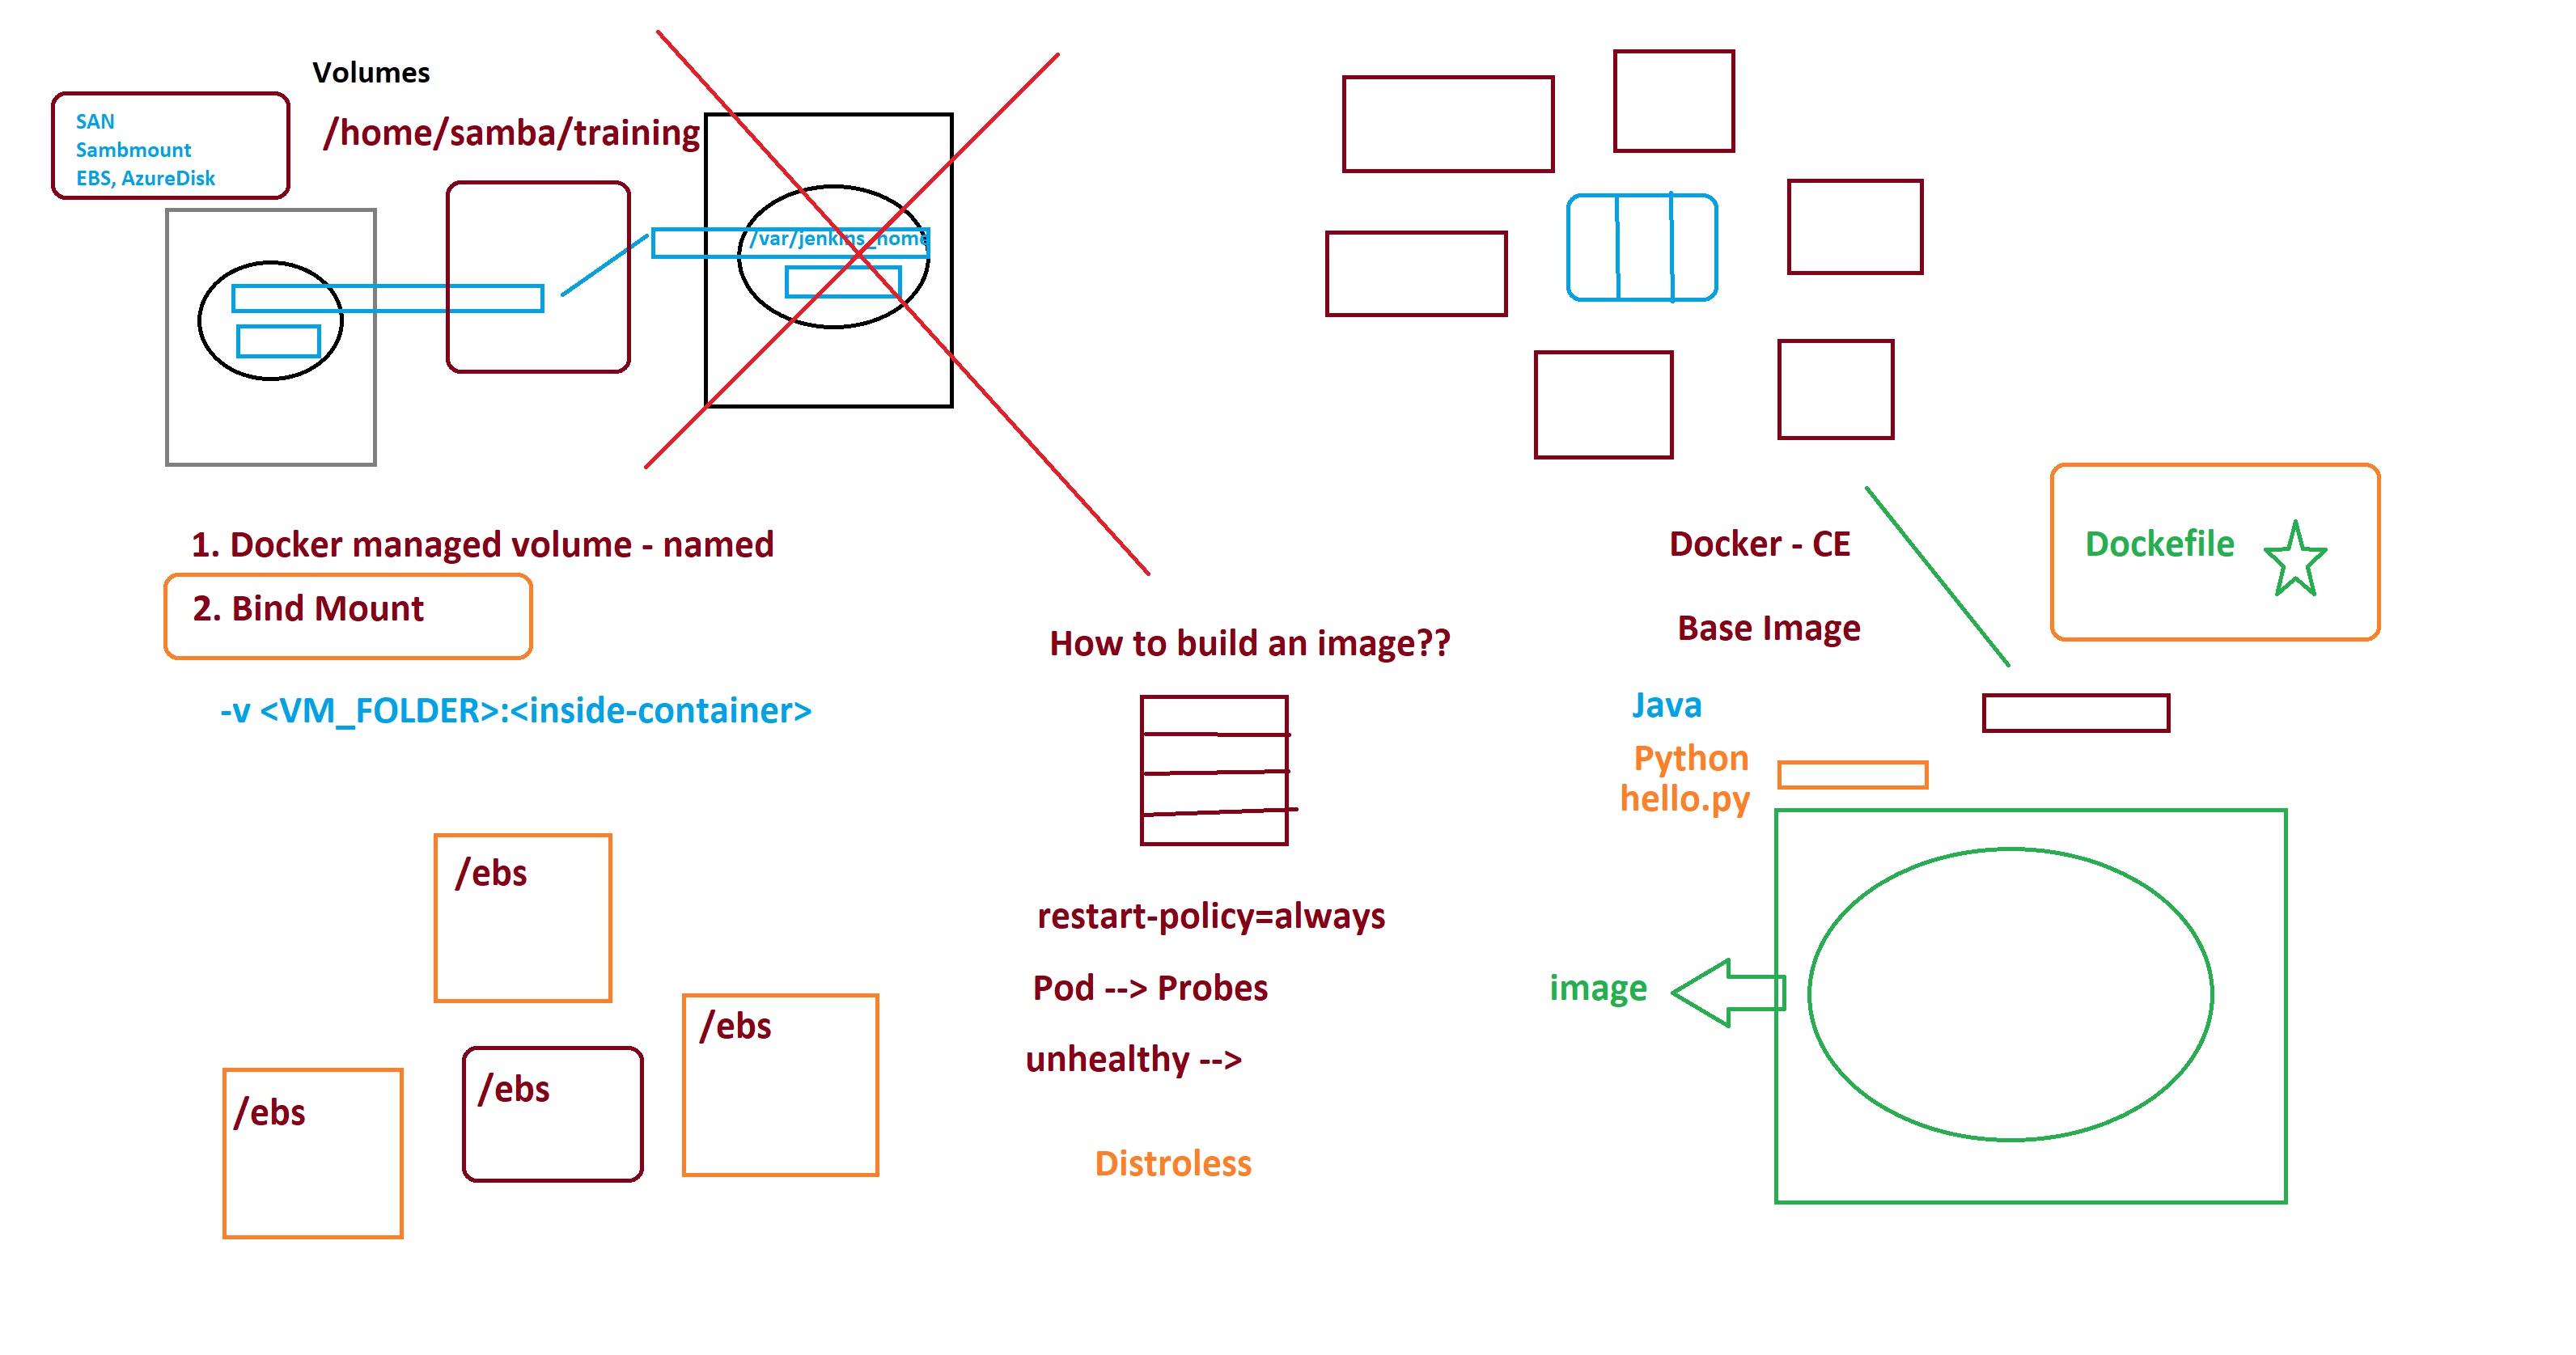 Volumes
SAN
Sambmount
EBS, AzureDisk
/home/samba/training
/var/jenkins_home
1. Docker managed volume - named
2. Bind Mount
-v <VM_FOLDER>:<inside-container>
/ebs
/ebs
/ebs
/ebs
How to build an image??
restart-policy=always
Pod --> Probes
unhealthy -->
Distroless
Docker - CE
Base Image
Dockefile
Java
Python
hello.py
image